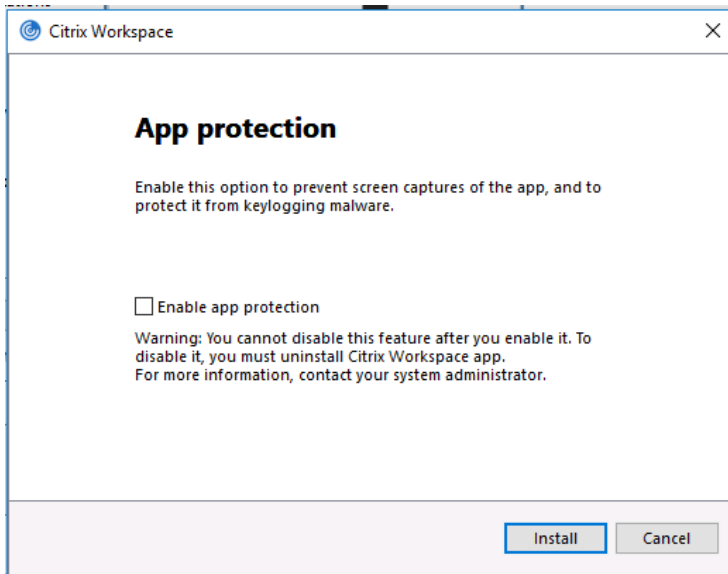 Citrix Workspace
App protection
Enable this option to prevent screen captures of the app, and to
protect it from keylogging malware.
Enable app protection
Warning: You cannot disable this feature after you enable it. To
disable it, you must uninstall Citrix Workspace app.
For more information, contact your system administrator.
Install
Cancel